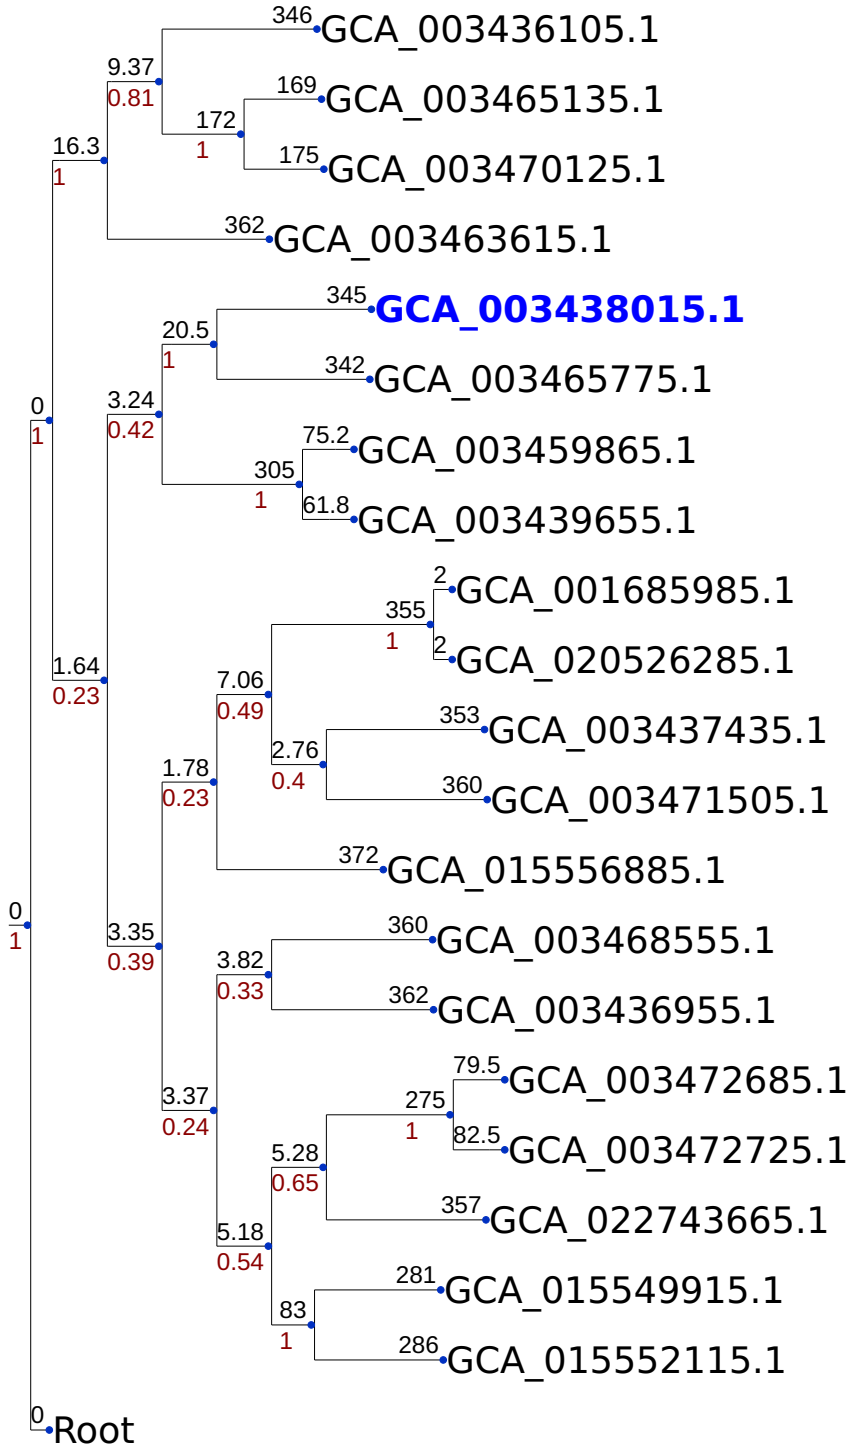 346
GCA_003436105.1
9.37
0.81
169
GCA_003465135.1
172
1
175
GCA_003470125.1
16.3
1
362
GCA_003463615.1
345
GCA_003438015.1
20.5
1
342
GCA_003465775.1
0
1
3.24
0.42
75.2
GCA_003459865.1
305
1
61.8
GCA_003439655.1
2
GCA_001685985.1
355
1
2
GCA_020526285.1
1.64
0.23
7.06
0.49
353
GCA_003437435.1
2.76
0.4
1.78
0.23
360
GCA_003471505.1
372
GCA_015556885.1
0
1
3.35
0.39
360
GCA_003468555.1
3.82
0.33
362
GCA_003436955.1
79.5
GCA_003472685.1
3.37
0.24
275
1
82.5
GCA_003472725.1
5.28
0.65
357
GCA_022743665.1
5.18
0.54
281
GCA_015549915.1
83
1
286
GCA_015552115.1
0
Root